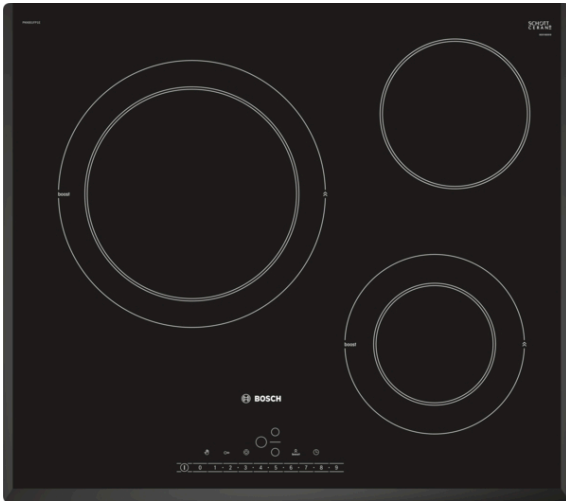 SCHOTT
CERAN®
boost
boost
BOSCH
0 1 · 2 · 3 · 4 · 5 · 6 · 7 · 8 · 9